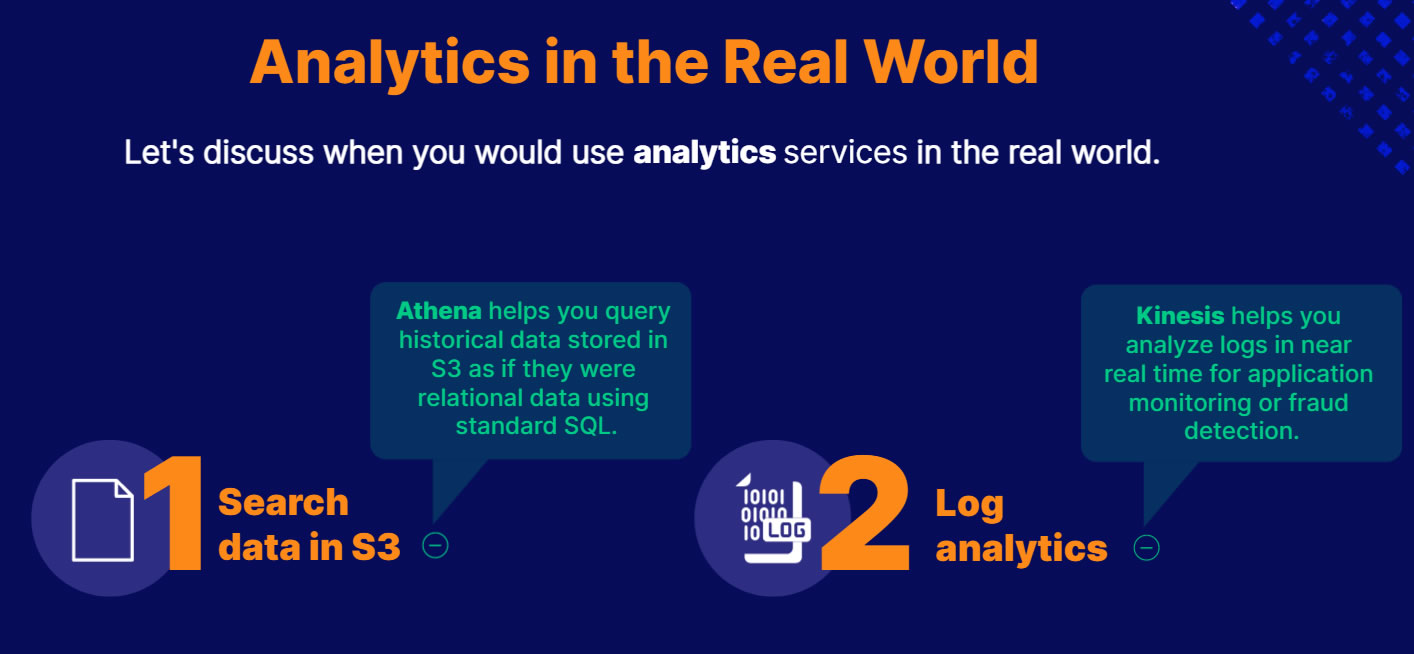 Analytics in the Real World
Let's discuss when you would use analytics services in the real world.
Athena helps you query
historical data stored in
S3 as if they were
relational data using
standard SQL.
1
Search
data in S3
Kinesis helps you
analyze logs in near
real time for application
monitoring or fraud
detection.
10101
01010
10 LOG
2
Log
analytics